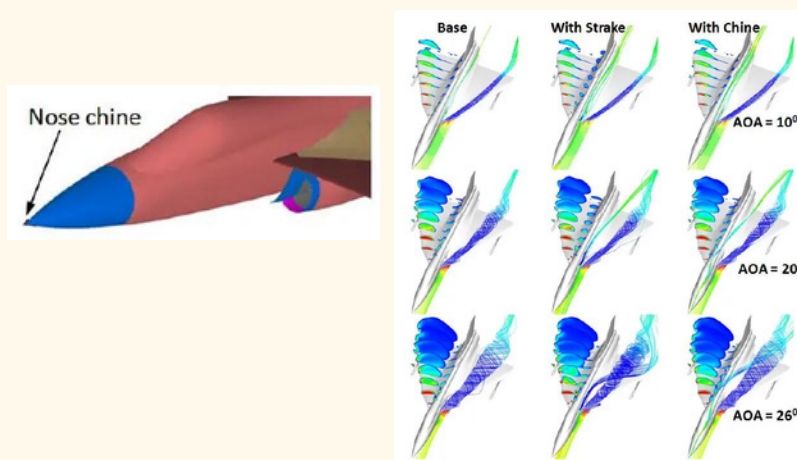 Nose chine
Base With Strake With Chine
AOA = 10⁰
AOA = 20
AOA = 26⁰